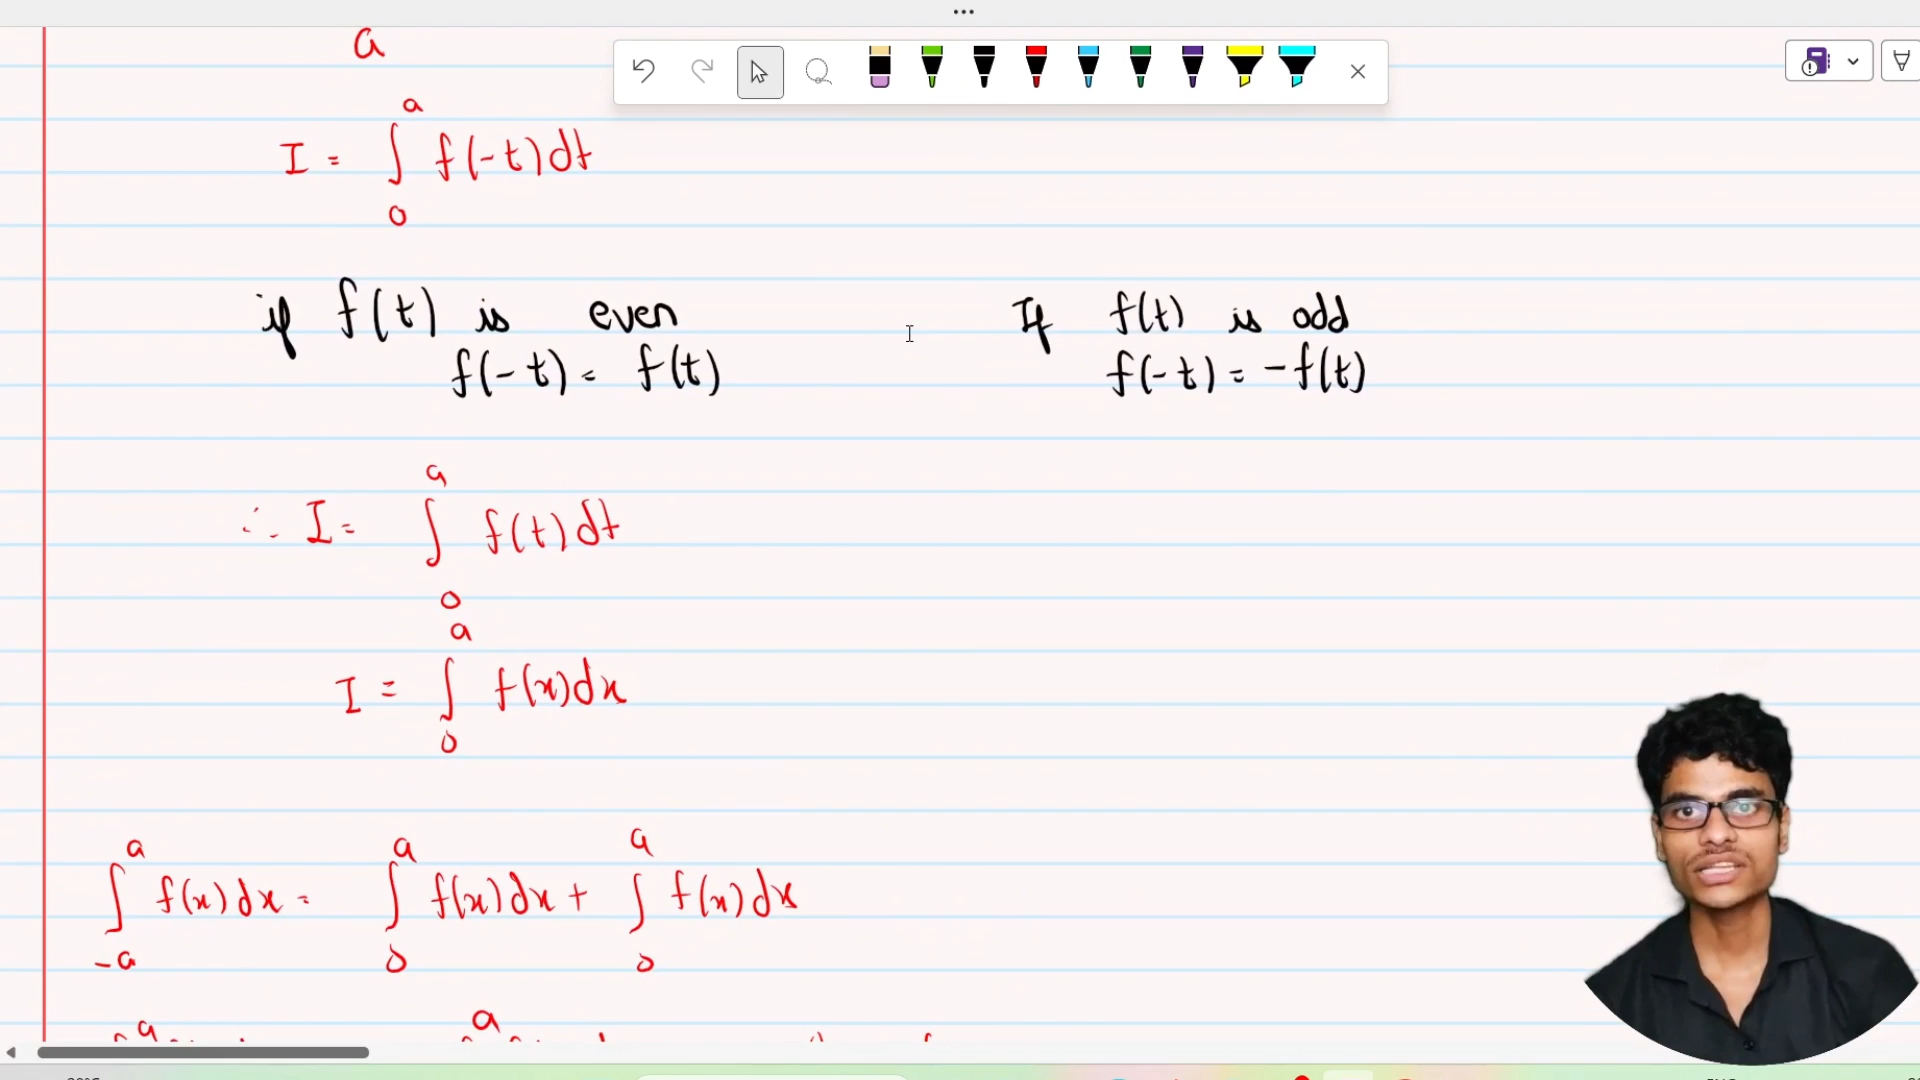 a
I = ∫₀ᵃ f(-t)dt
if f(t) is even
f(-t) = f(t)
If f(t) is odd
f(-t) = -f(t)
∴ I = ∫₀ᵃ f(t)dt
I = ∫₀ᵃ f(x)dx
∫₋ₐᵃ f(x)dx = ∫₀ᵃ f(x)dx + ∫₀ᵃ f(x)dx
a a